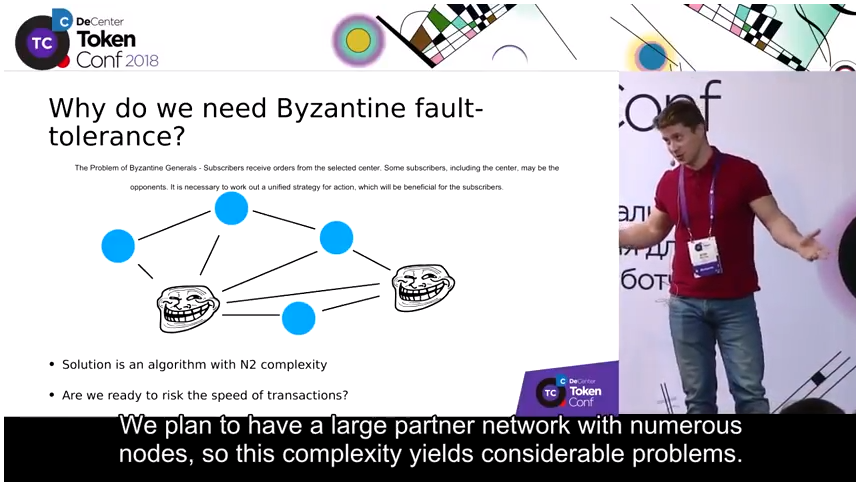 DeCenter
TC
Token
Conf 2018
Why do we need Byzantine fault-
tolerance?
The Problem of Byzantine Generals - Subscribers receive orders from the selected center. Some subscribers, including the center, may be the
opponents. It is necessary to work out a unified strategy for action, which will be beneficial for the subscribers.
• Solution is an algorithm with N2 complexity
• Are we ready to risk the speed of transactions?
DeCenter
TC
Token
Conf
Conf
We plan to have a large partner network with numerous
nodes, so this complexity yields considerable problems.